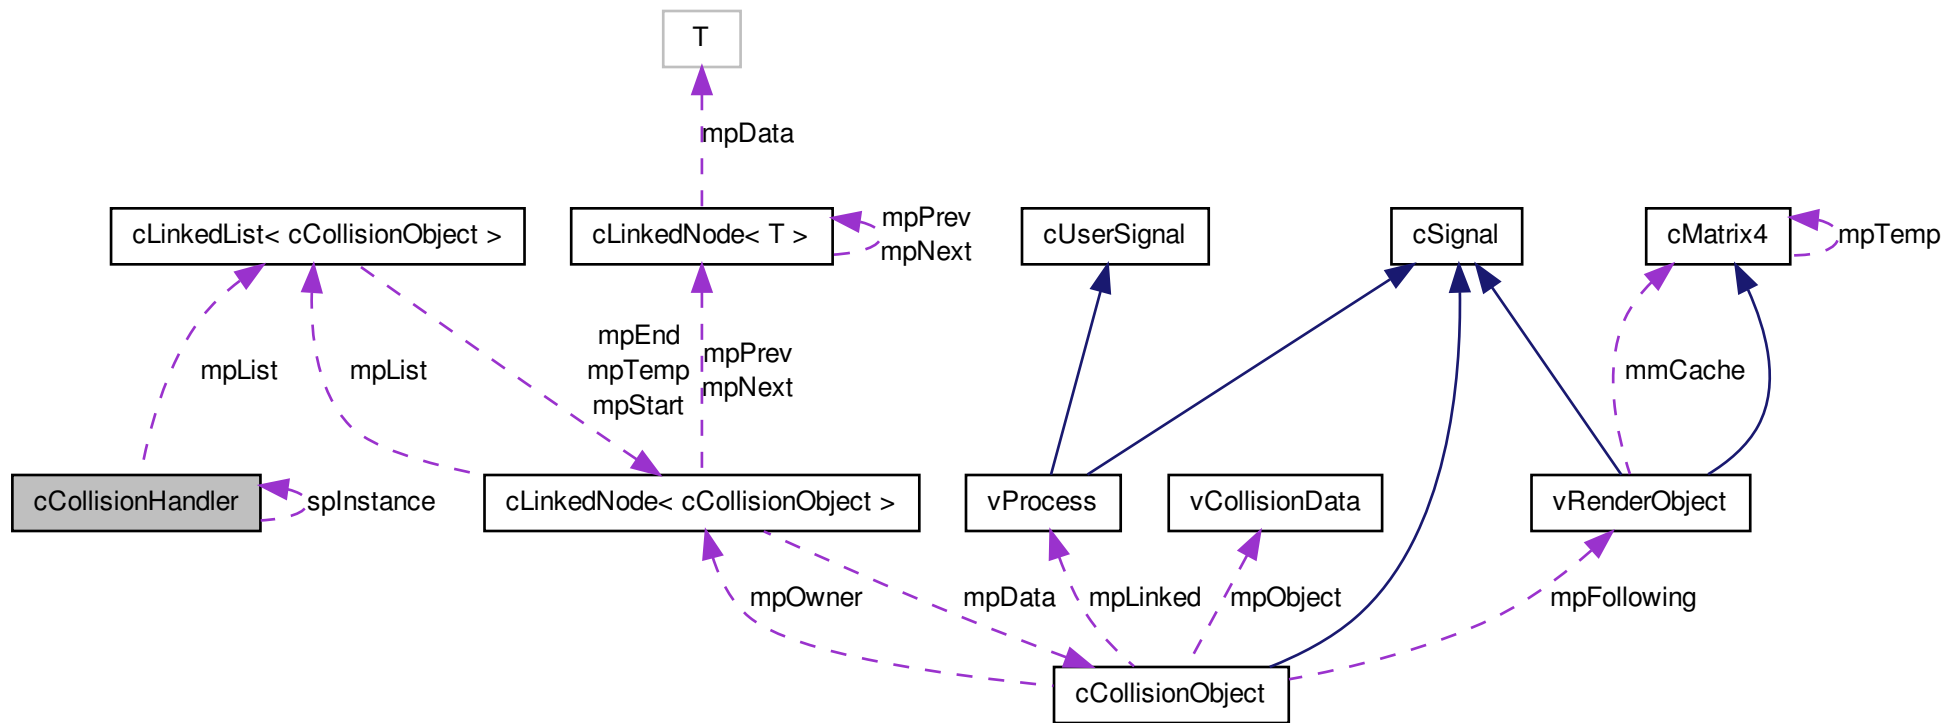 T
mpData
cLinkedList< cCollisionObject >
cLinkedNode< T >
mpPrev
mpNext
cUserSignal
cSignal
cMatrix4
mpTemp
mpList
mpList
mpEnd
mpTemp
mpStart
mpPrev
mpNext
mmCache
cCollisionHandler
spInstance
cLinkedNode< cCollisionObject >
vProcess
vCollisionData
vRenderObject
mpOwner
mpData
mpLinked
mpObject
mpFollowing
cCollisionObject